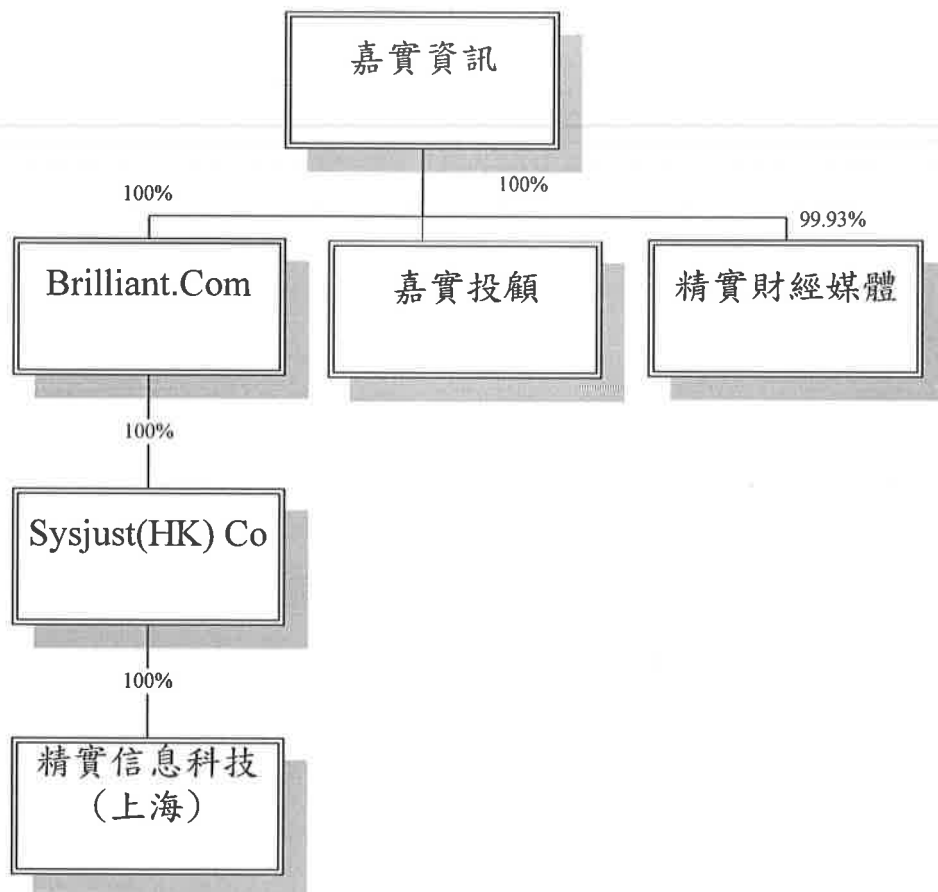 嘉實資訊
100%
100%
99.93%
Brilliant.Com
嘉實投顧
精實財經媒體
100%
Sysjust(HK) Co
100%
精實信息科技
(上海)